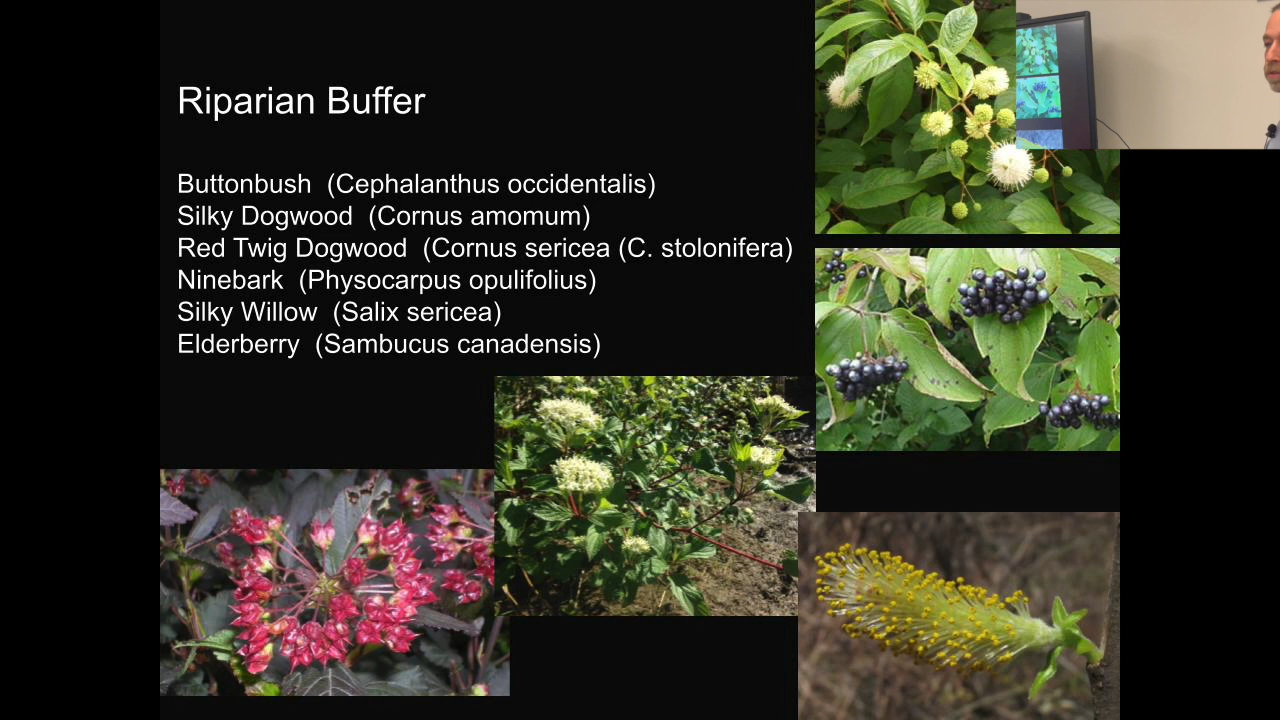 Riparian Buffer
Buttonbush  (Cephalanthus occidentalis)
Silky Dogwood  (Cornus amomum)
Red Twig Dogwood  (Cornus sericea (C. stolonifera)
Ninebark  (Physocarpus opulifolius)
Silky Willow  (Salix sericea)
Elderberry  (Sambucus canadensis)